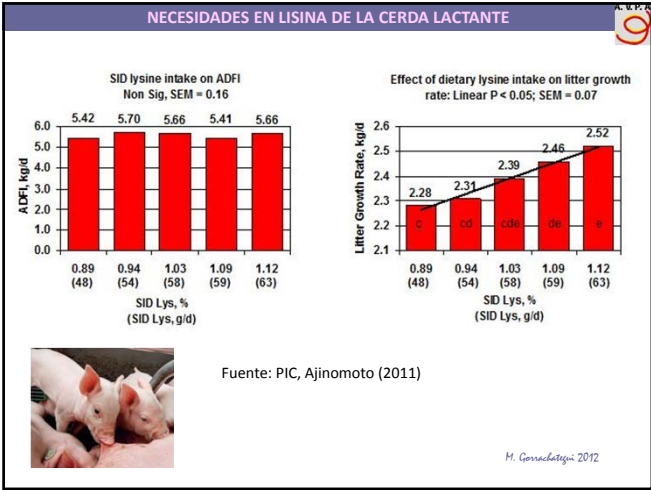 NECESIDADES EN LISINA DE LA CERDA LACTANTE
A. V. P. A
SID lysine intake on ADFI
Non Sig, SEM = 0.16
5.42 5.70 5.66 5.41 5.66
6.0
5.0
4.0
3.0
2.0
1.0
0.0
ADFI, kg/d
0.89 0.94 1.03 1.09 1.12
(48) (54) (58) (59) (63)
SID Lys, %
(SID Lys, g/d)
Effect of dietary lysine intake on litter growth
rate: Linear P < 0.05; SEM = 0.07
2.28 2.31 2.39 2.46 2.52
2.6
2.5
2.4
2.3
2.2
2.1
Litter Growth Rate, kg/d
c cd cde de e
0.89 0.94 1.03 1.09 1.12
(48) (54) (58) (59) (63)
SID Lys, %
(SID Lys, g/d)
Fuente: PIC, Ajinomoto (2011)
M. Gorrachategui 2012